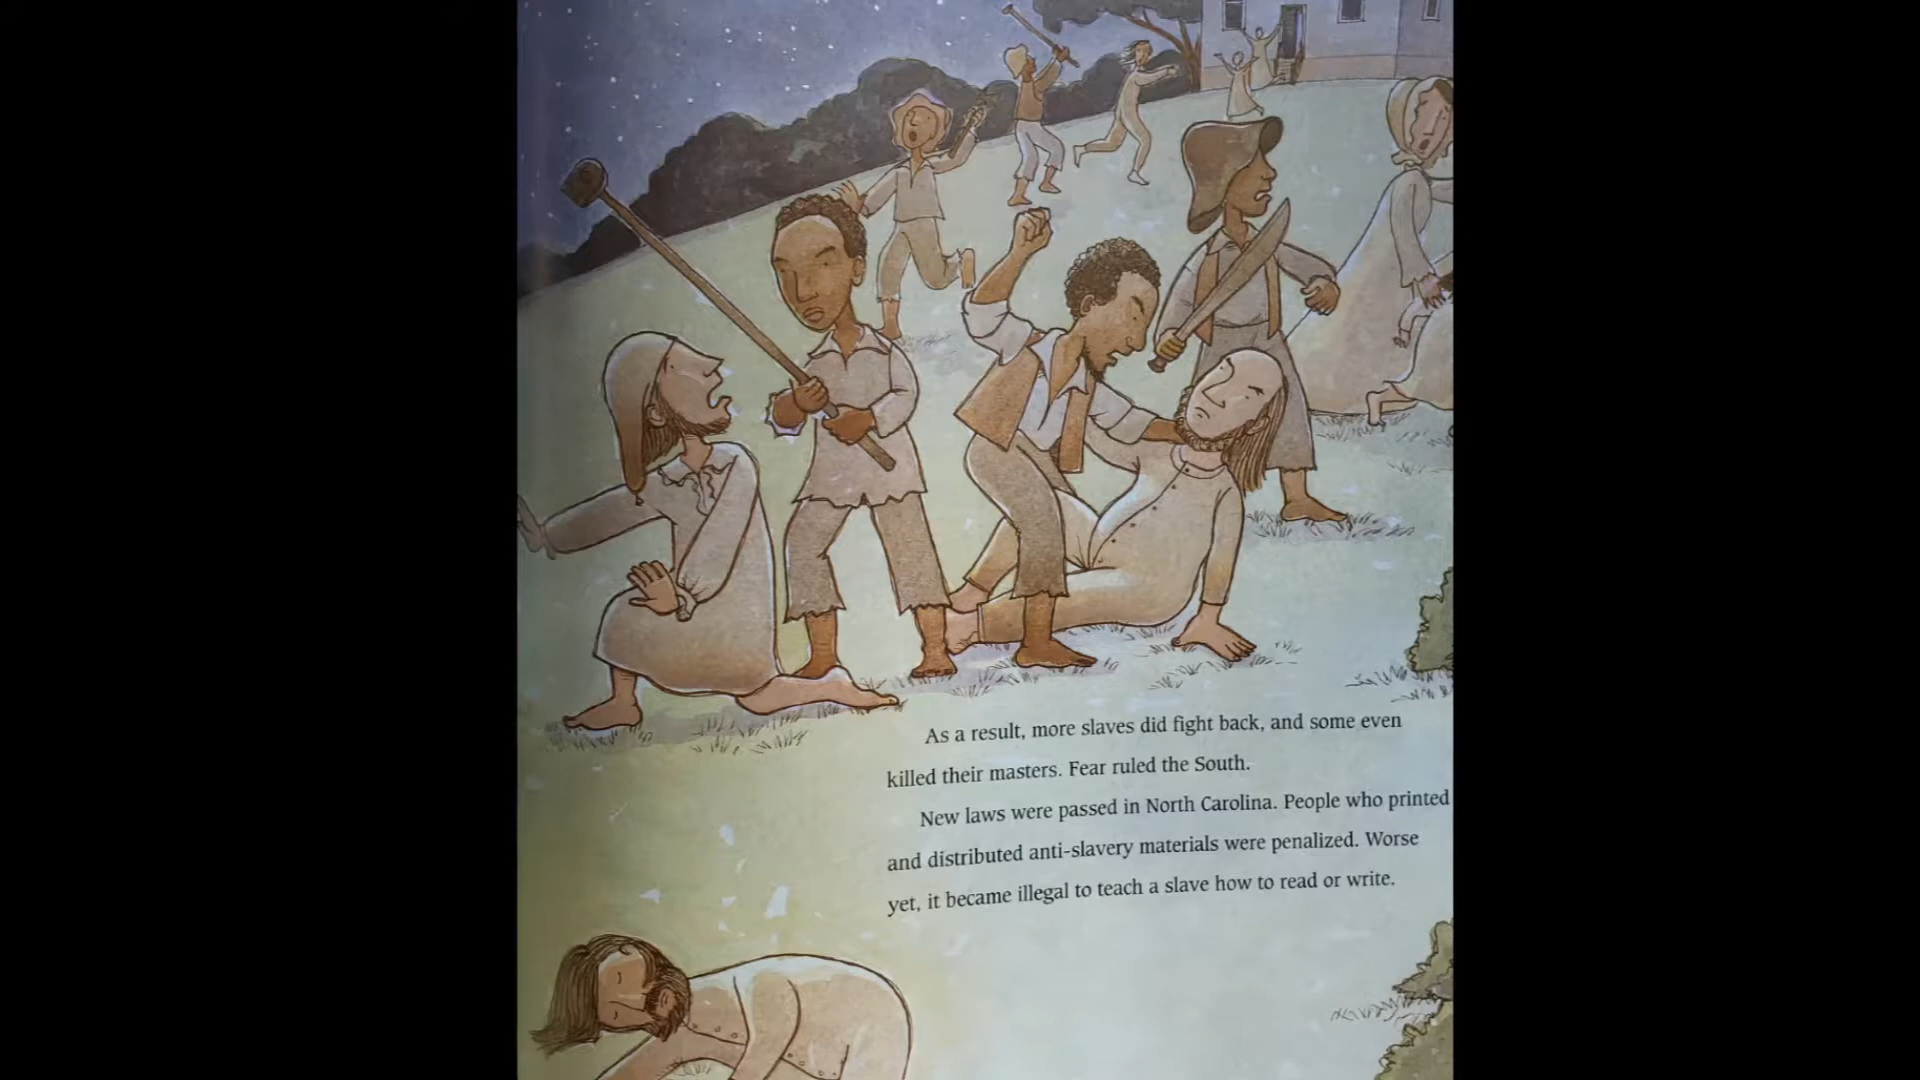 As a result, more slaves did fight back, and some even
killed their masters. Fear ruled the South.
New laws were passed in North Carolina. People who printed
and distributed anti-slavery materials were penalized. Worse
yet, it became illegal to teach a slave how to read or write.